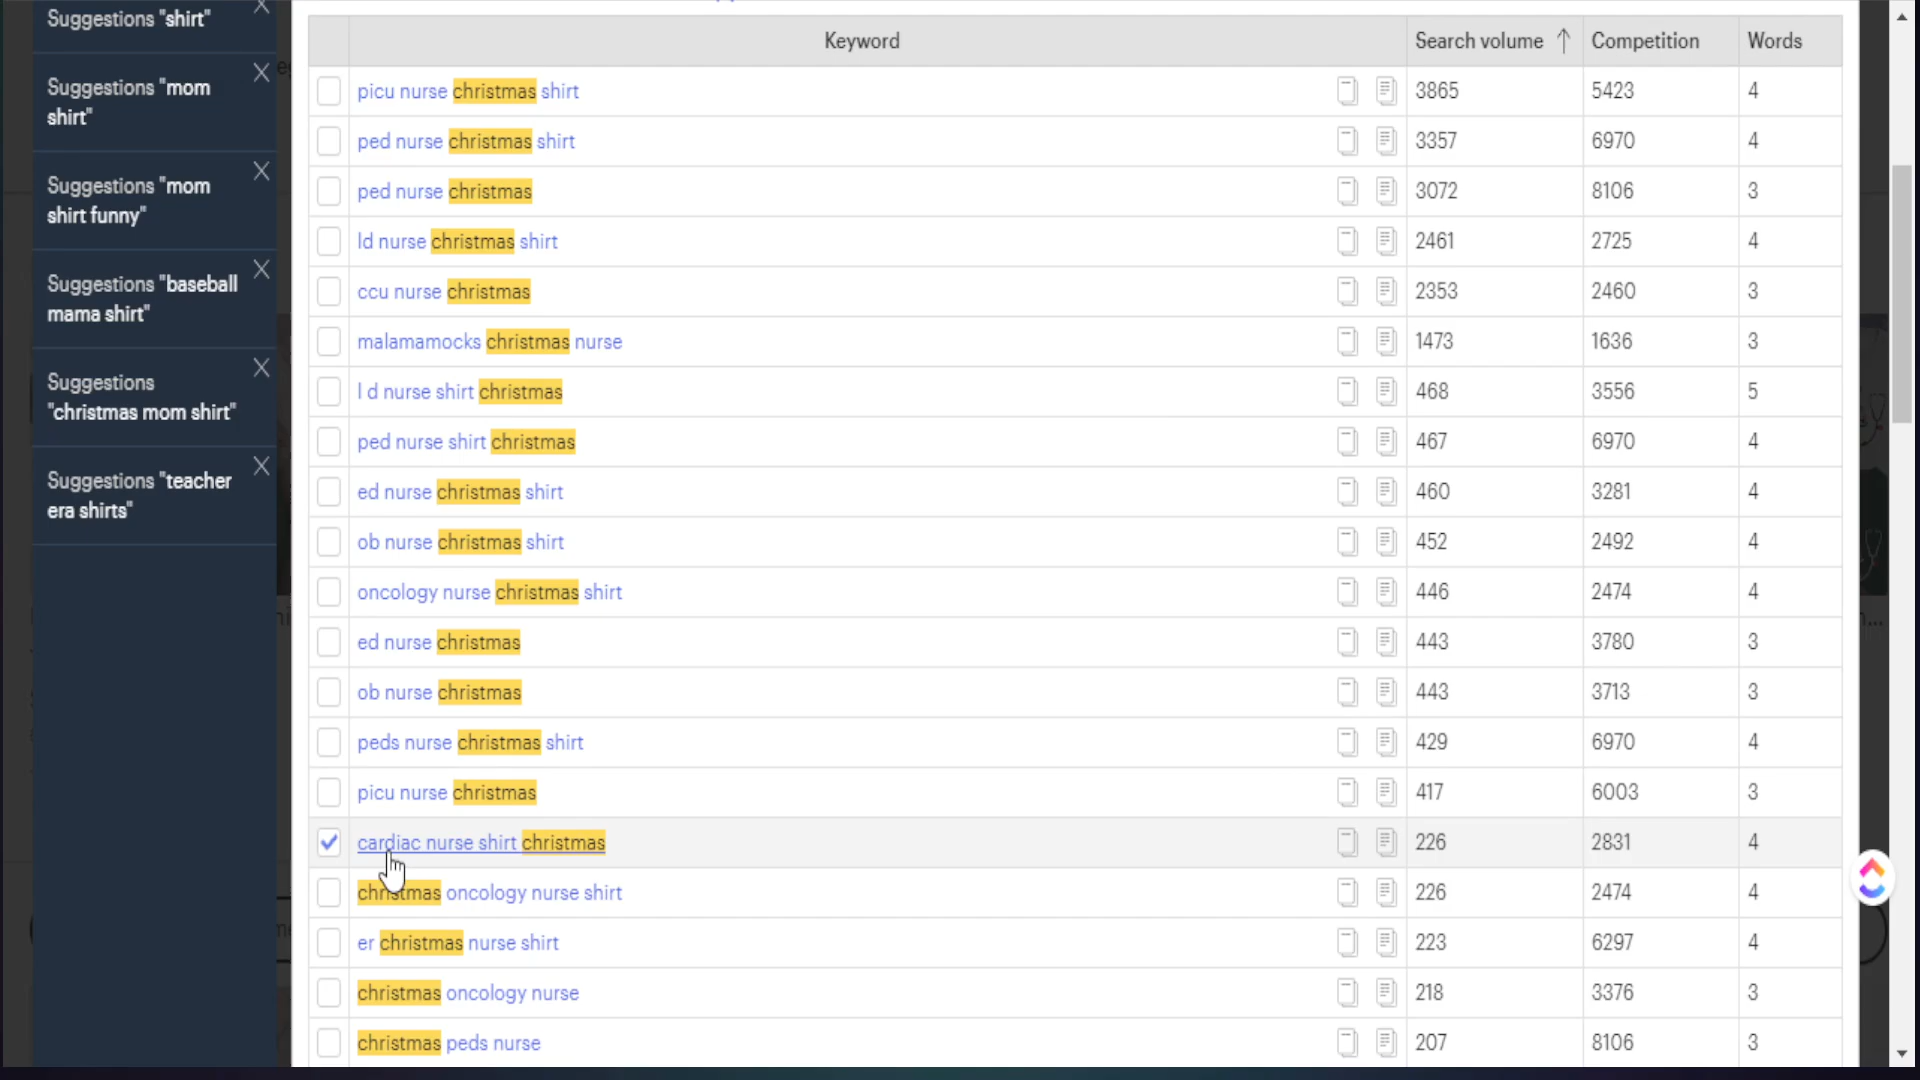 Suggestions "shirt"
Suggestions "mom
shirt"
Suggestions "mom
shirt funny"
Suggestions "baseball
mama shirt"
Suggestions
"christmas mom shirt"
Suggestions "teacher
era shirts"
Keyword Search volume Competition Words
picu nurse christmas shirt 3865 5423 4
ped nurse christmas shirt 3357 6970 4
ped nurse christmas 3072 8106 3
ld nurse christmas shirt 2461 2725 4
ccu nurse christmas 2353 2460 3
malamamocks christmas nurse 1473 1636 3
l d nurse shirt christmas 468 3556 5
ped nurse shirt christmas 467 6970 4
ed nurse christmas shirt 460 3281 4
ob nurse christmas shirt 452 2492 4
oncology nurse christmas shirt 446 2474 4
ed nurse christmas 443 3780 3
ob nurse christmas 443 3713 3
peds nurse christmas shirt 429 6970 4
picu nurse christmas 417 6003 3
cardiac nurse shirt christmas 226 2831 4
christmas oncology nurse shirt 226 2474 4
er christmas nurse shirt 223 6297 4
christmas oncology nurse 218 3376 3
christmas peds nurse 207 8106 3